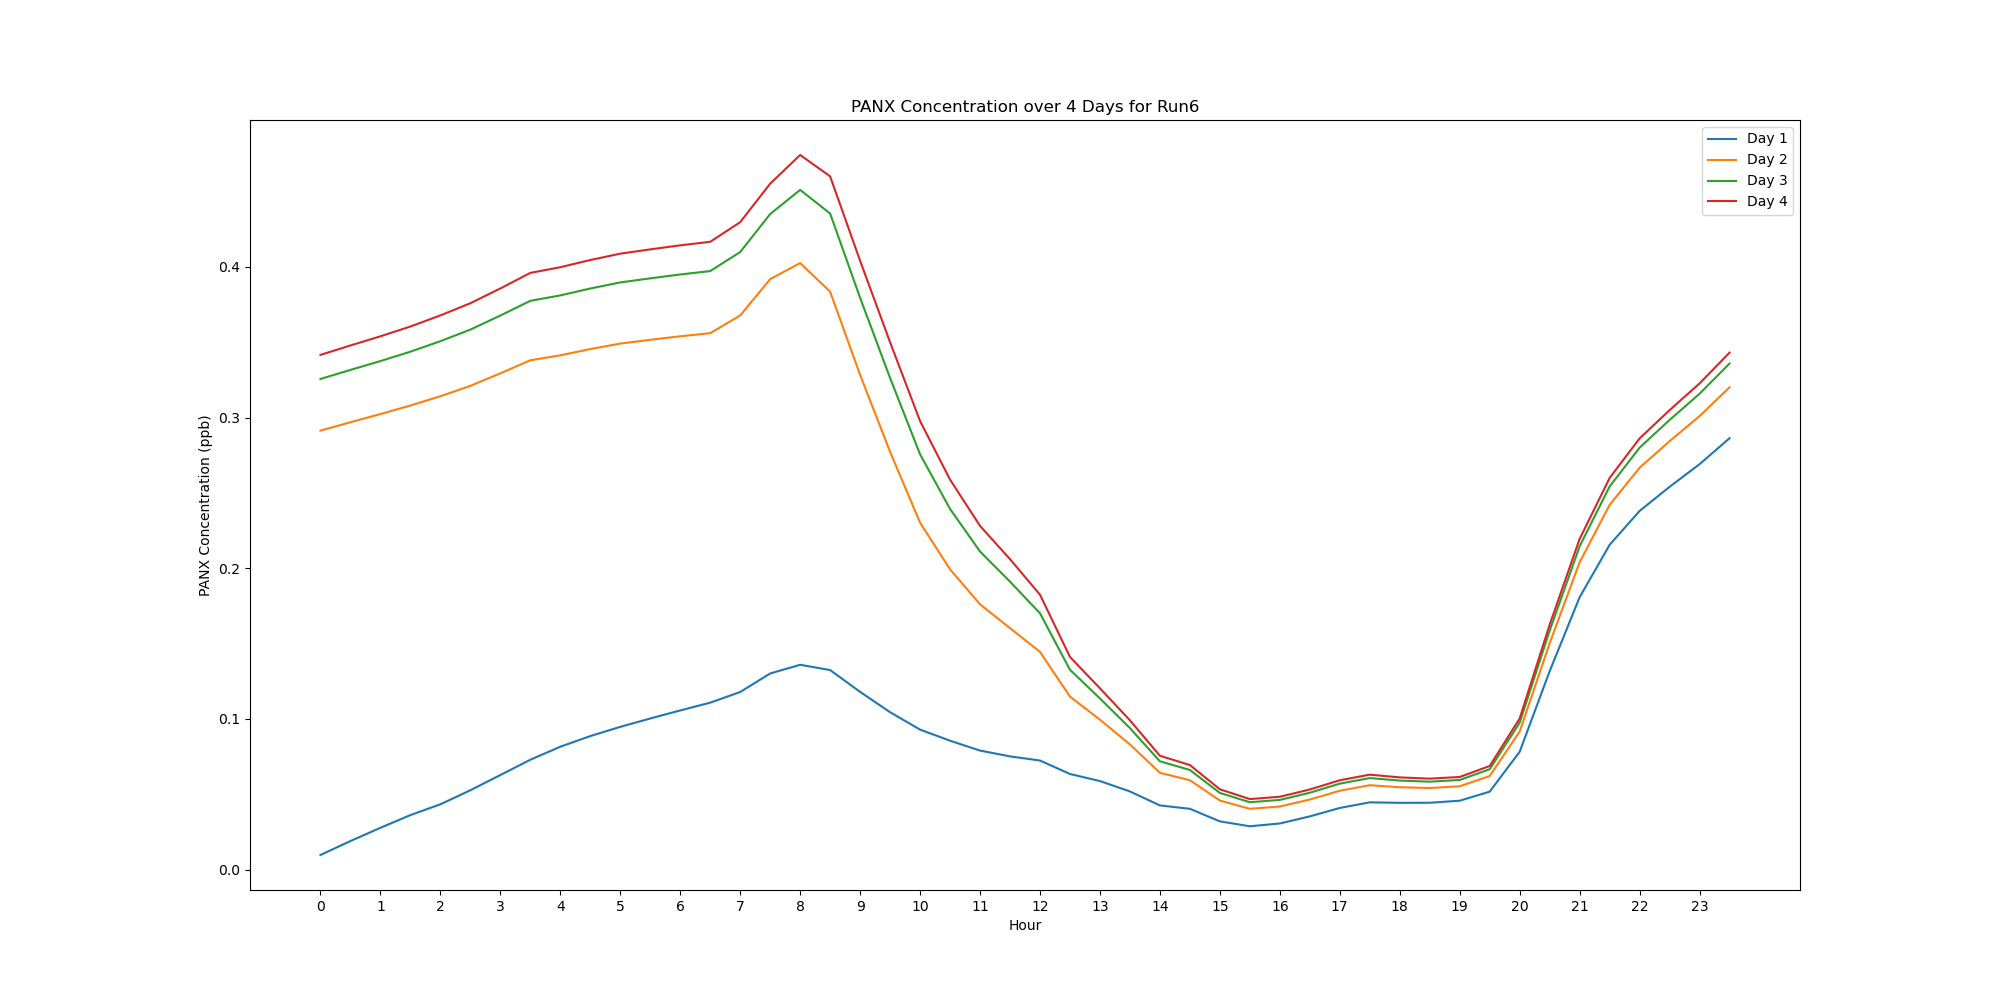 PANX Concentration over 4 Days for Run6
Day 1
Day 2
Day 3
Day 4
PANX Concentration (ppb)
0.4
0.3
0.2
0.1
0.0
0 1 2 3 4 5 6 7 8 9 10 11 12 13 14 15 16 17 18 19 20 21 22 23
Hour